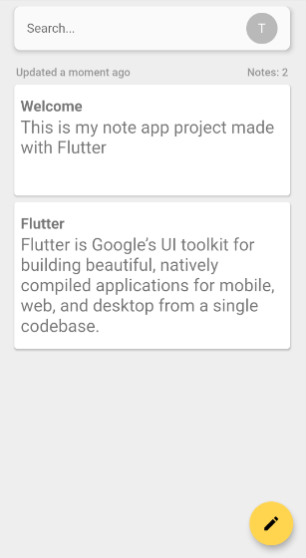 Search...
T
Updated a moment ago Notes: 2
Welcome
This is my note app project made
with Flutter
Flutter
Flutter is Google's UI toolkit for
building beautiful, natively
compiled applications for mobile,
web, and desktop from a single
codebase.